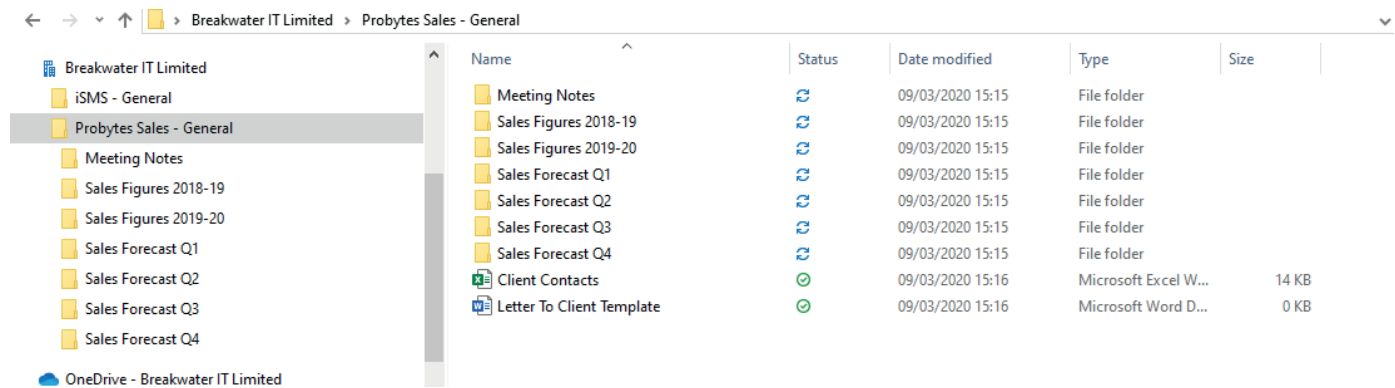 Breakwater IT Limited > Probytes Sales - General
Breakwater IT Limited
iSMS - General
Probytes Sales - General
Meeting Notes
Sales Figures 2018-19
Sales Figures 2019-20
Sales Forecast Q1
Sales Forecast Q2
Sales Forecast Q3
Sales Forecast Q4
OneDrive - Breakwater IT Limited
Name Status Date modified Type Size
Meeting Notes 09/03/2020 15:15 File folder
Sales Figures 2018-19 09/03/2020 15:15 File folder
Sales Figures 2019-20 09/03/2020 15:15 File folder
Sales Forecast Q1 09/03/2020 15:15 File folder
Sales Forecast Q2 09/03/2020 15:15 File folder
Sales Forecast Q3 09/03/2020 15:15 File folder
Sales Forecast Q4 09/03/2020 15:15 File folder
Client Contacts 09/03/2020 15:16 Microsoft Excel W... 14 KB
Letter To Client Template 09/03/2020 15:16 Microsoft Word D... 0 KB